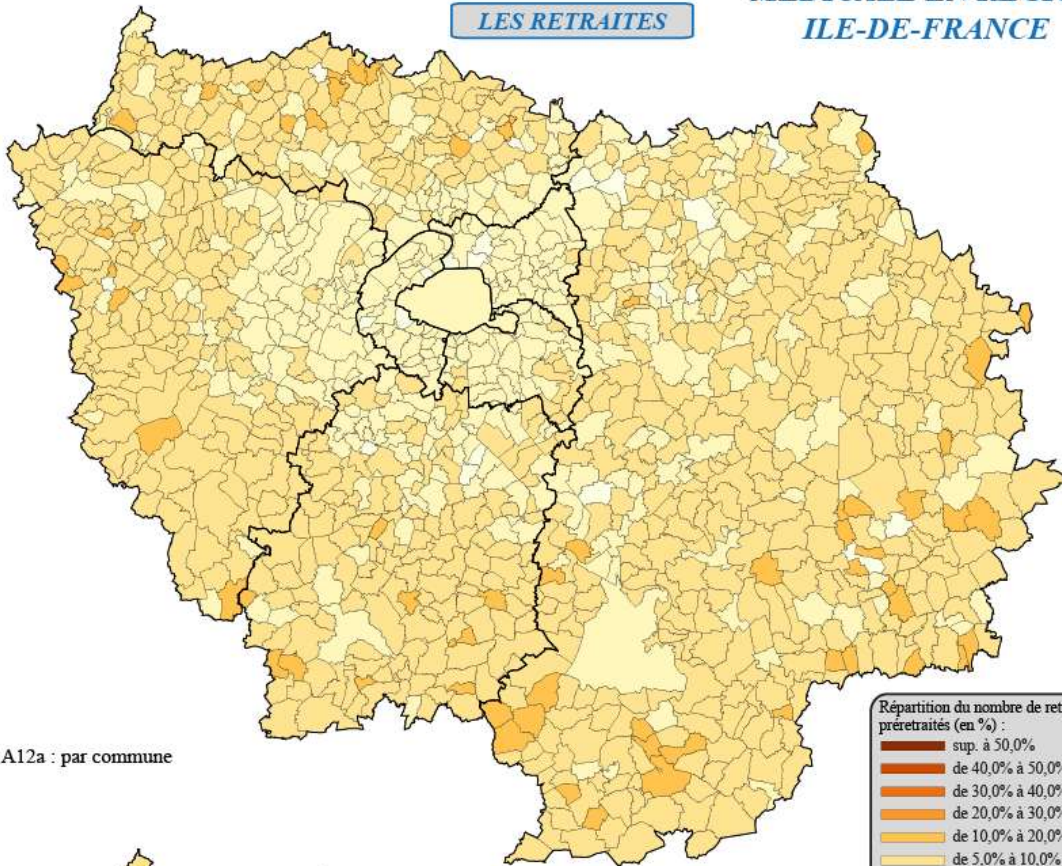 LES RETRAITES
ILE-DE-FRANCE
A12a : par commune
Répartition du nombre de
préretraités (en %) :
sup. à 50,0%
de 40,0% à 50,0%
de 30,0% à 40,0%
de 20,0% à 30,0%
de 10,0% à 20,0%
de 5,0% à 10,0%